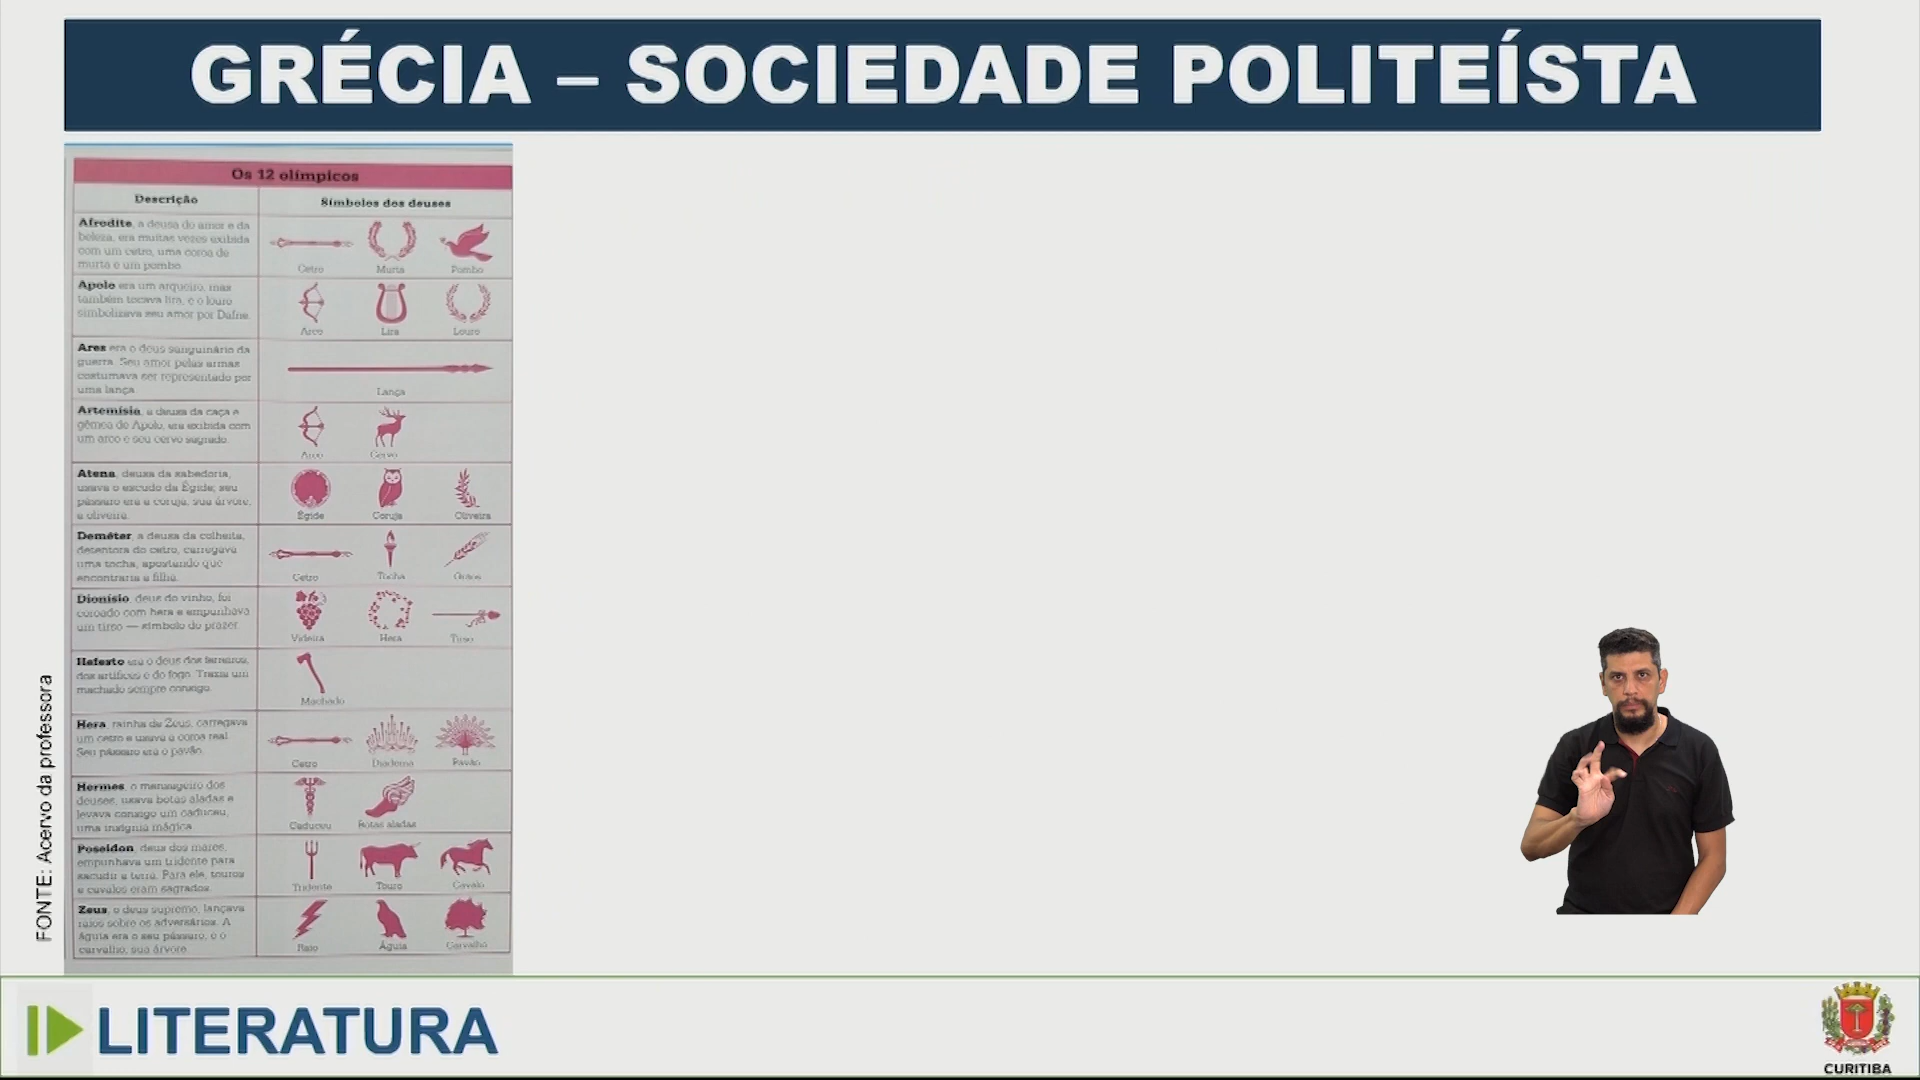 GRÉCIA – SOCIEDADE POLITEÍSTA
Os 12 olímpicos
Descrição
Símbolos dos deuses
Afrodite, a deusa do amor e da
beleza, era muitas vezes exibida
com um cetro, uma coroa de
murta e um pombo.
Cetro
Murta
Pombo
Apolo era um arqueiro, mas
também tocava lira, e o louro
simbolizava seu amor por Dafne.
Arco
Lira
Louro
Ares era o deus sanguinário da
guerra. Seu amor pelas armas
costumava ser representado por
uma lança.
Lança
Artemísia, a deusa da caça e
gêmea de Apolo, era exibida com
um arco e seu cervo sagrado.
Arco
Cervo
Atena, deusa da sabedoria,
usava o escudo da Égide; seu
pássaro era a coruja, sua árvore,
a oliveira.
Égide
Coruja
Oliveira
Deméter, a deusa da colheita,
detentora do cetro, carregava
uma tocha, apostando que
encontraria a filha.
Cetro
Tocha
Grãos
Dionísio, deus do vinho, foi
coroado com hera e empunhava
um tirso — símbolo do prazer.
Videira
Hera
Tirso
Hefesto era o deus dos ferreiros,
dos artífices e do fogo. Trazia um
machado sempre consigo.
Machado
Hera, rainha de Zeus, carregava
um cetro e usava a coroa real.
Seu pássaro era o pavão.
Cetro
Diadema
Pavão
Hermes, o mensageiro dos
deuses, usava botas aladas e
levava consigo um caduceu,
uma insígnia mágica.
Caduceu
Botas aladas
Poseidon, deus dos mares,
empunhava um tridente para
sacudir a terra. Para ele, touros
e cavalos eram sagrados.
Tridente
Touro
Cavalo
Zeus, o deus supremo, lançava
raios sobre os adversários. A
águia era o seu pássaro, e o
carvalho, sua árvore.
Raio
Águia
Carvalho
FONTE: Acervo da professora
LITERATURA
CURITIBA